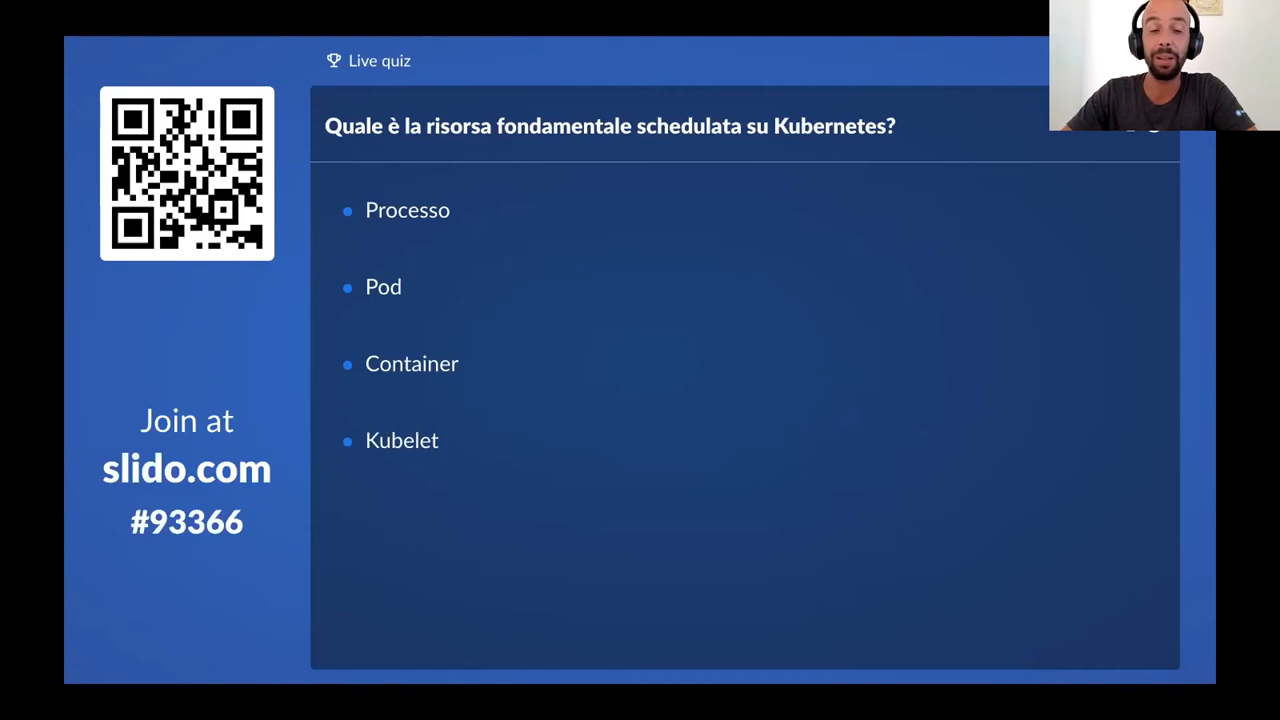 Live quiz
Quale è la risorsa fondamentale schedulata su Kubernetes?
Processo
Pod
Container
Kubelet
Join at
slido.com
#93366